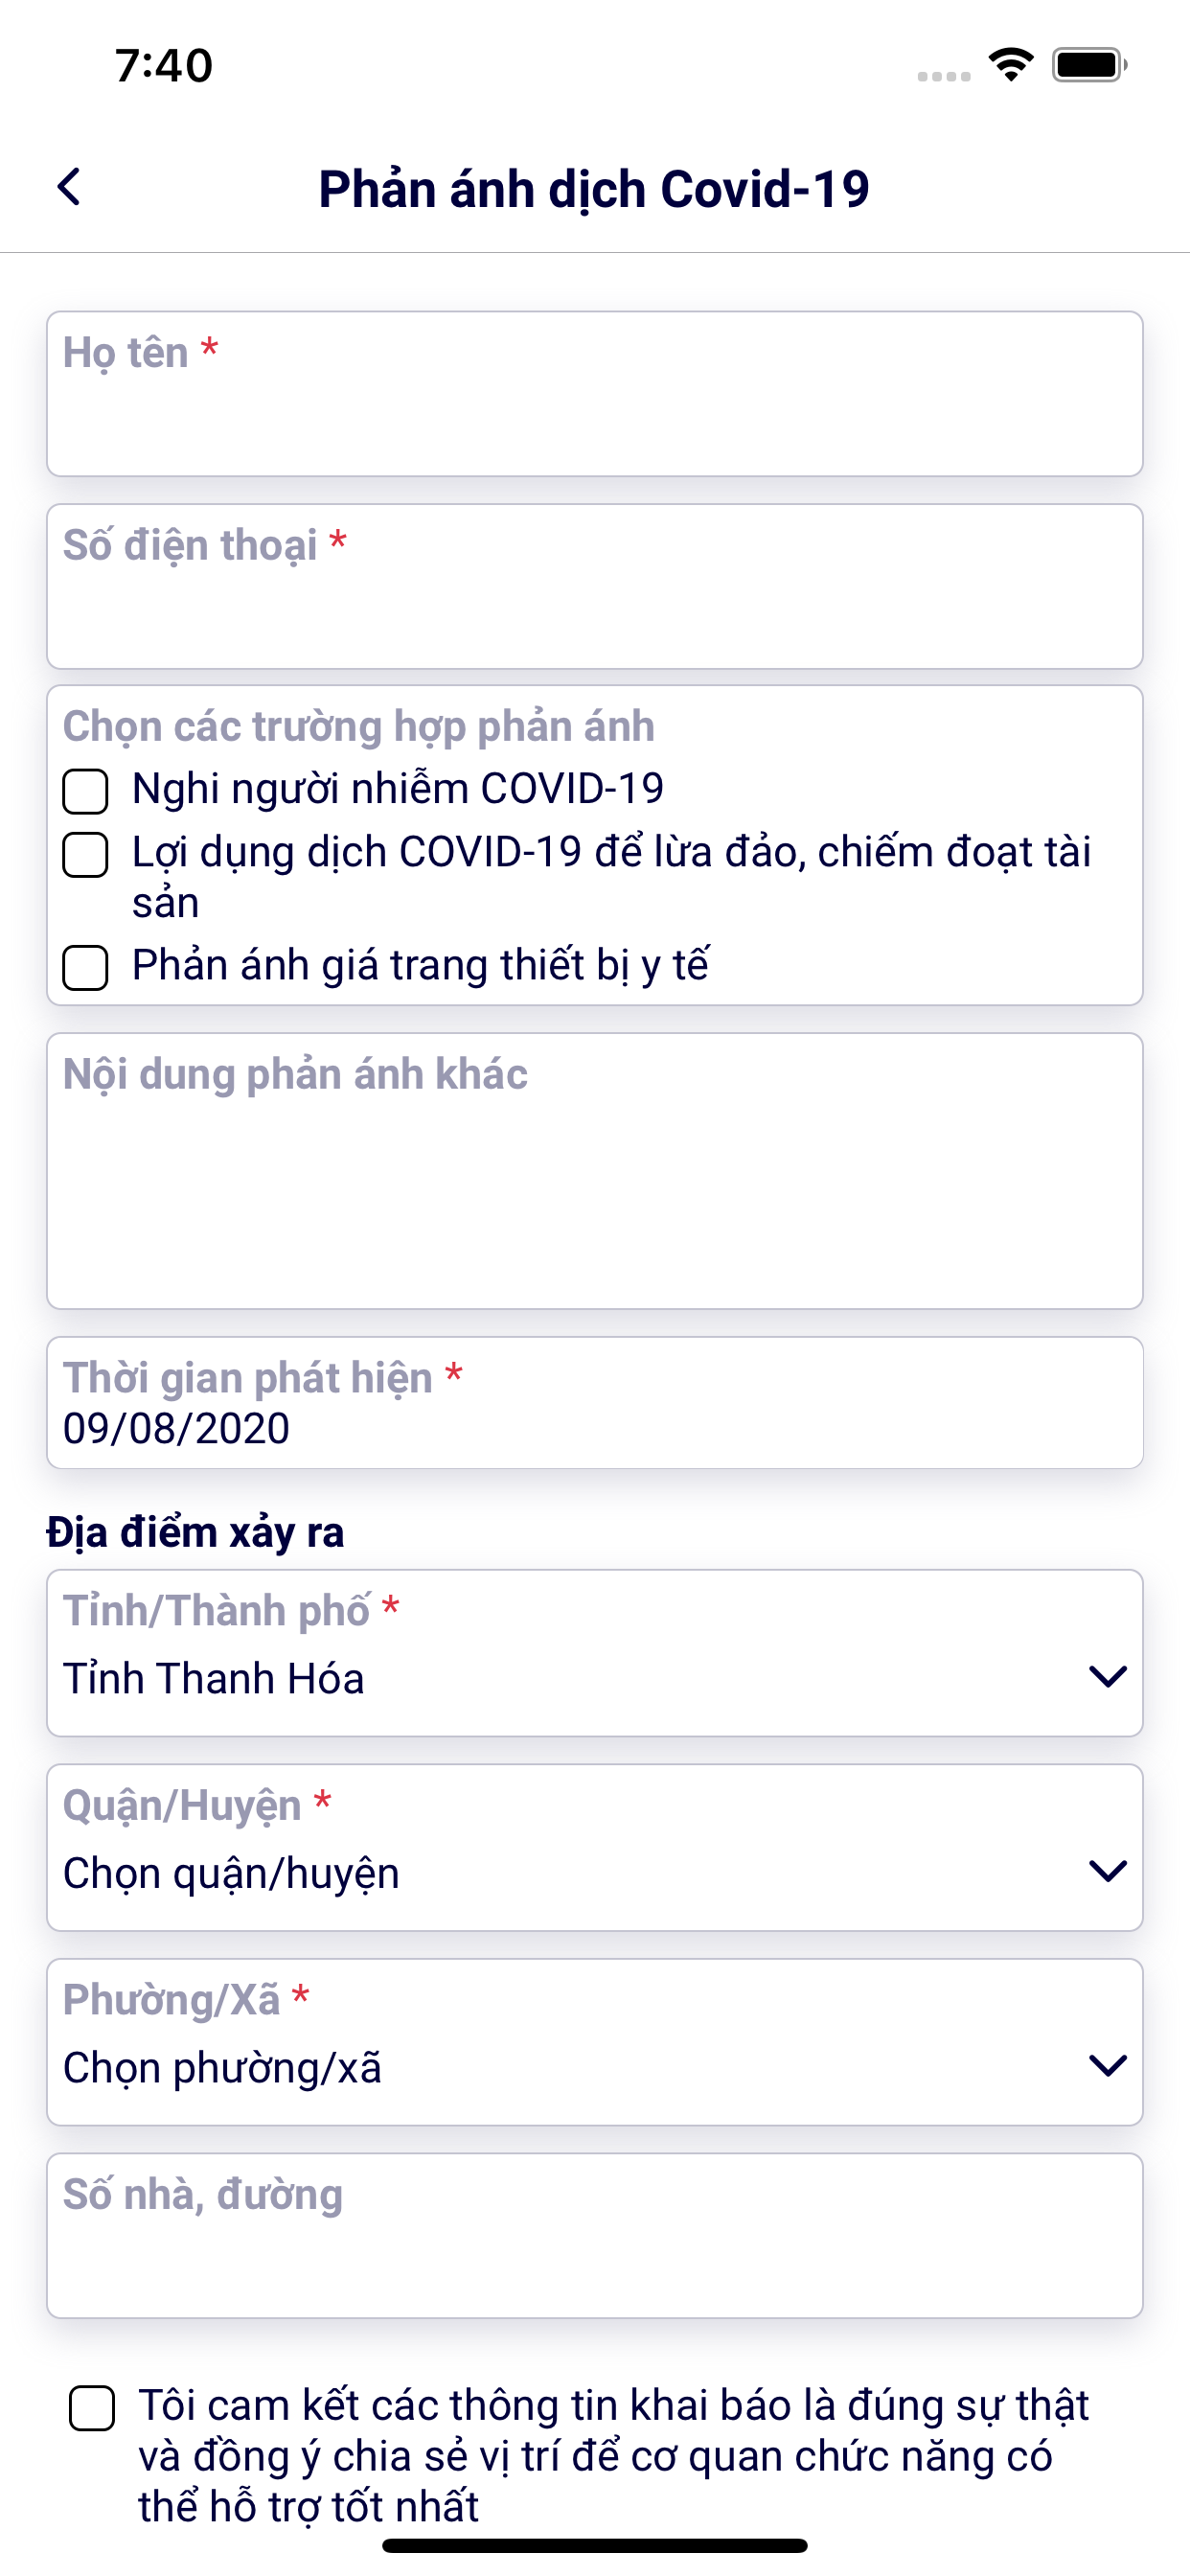 7:40
Phản ánh dịch Covid-19
Họ tên *
Số điện thoại *
Chọn các trường hợp phản ánh
Nghi người nhiễm COVID-19
Lợi dụng dịch COVID-19 để lừa đảo, chiếm đoạt tài
sản
Phản ánh giá trang thiết bị y tế
Nội dung phản ánh khác
Thời gian phát hiện *
09/08/2020
Địa điểm xảy ra
Tỉnh/Thành phố *
Tỉnh Thanh Hóa
Quận/Huyện *
Chọn quận/huyện
Phường/Xã *
Chọn phường/xã
Số nhà, đường
Tôi cam kết các thông tin khai báo là đúng sự thật
và đồng ý chia sẻ vị trí để cơ quan chức năng có
thể hỗ trợ tốt nhất